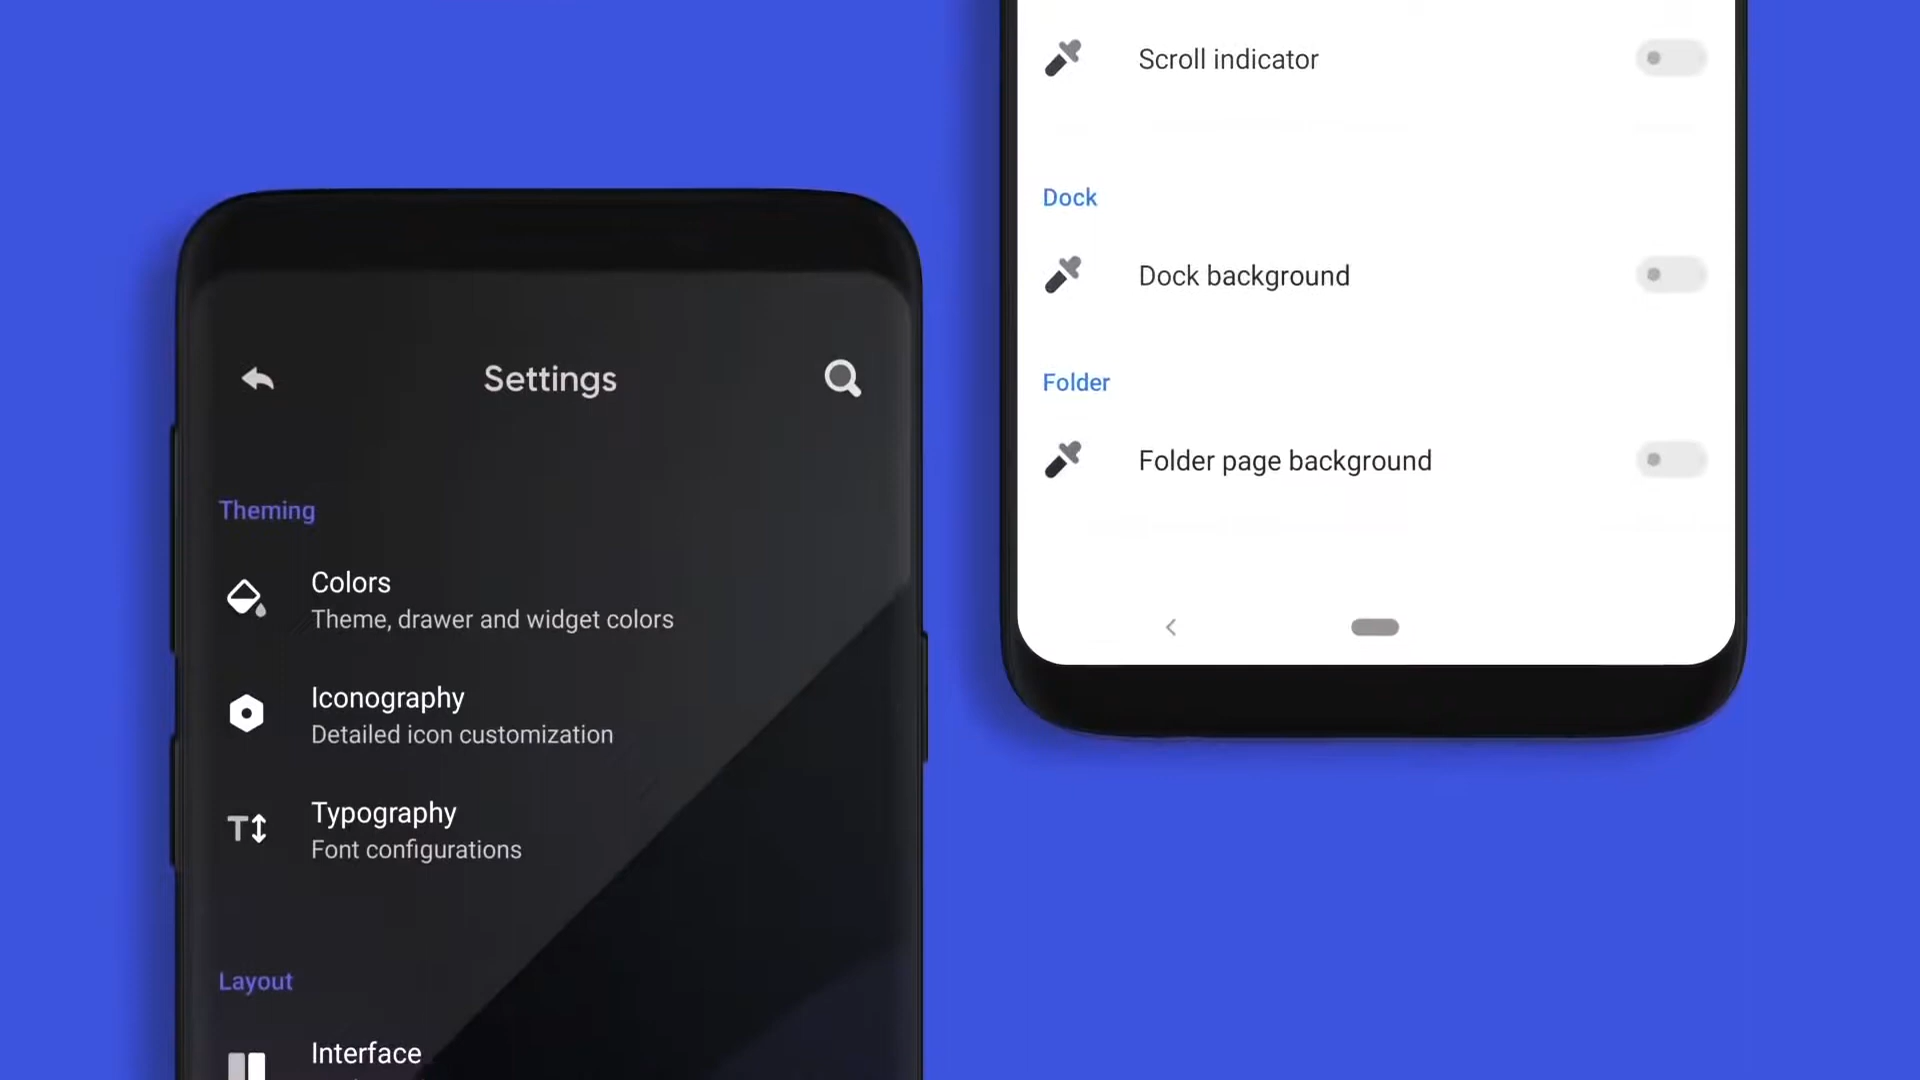 Settings
Theming
Colors
Theme, drawer and widget colors
Iconography
Detailed icon customization
Typography
Font configurations
Layout
Interface
Scroll indicator
Dock
Dock background
Folder
Folder page background